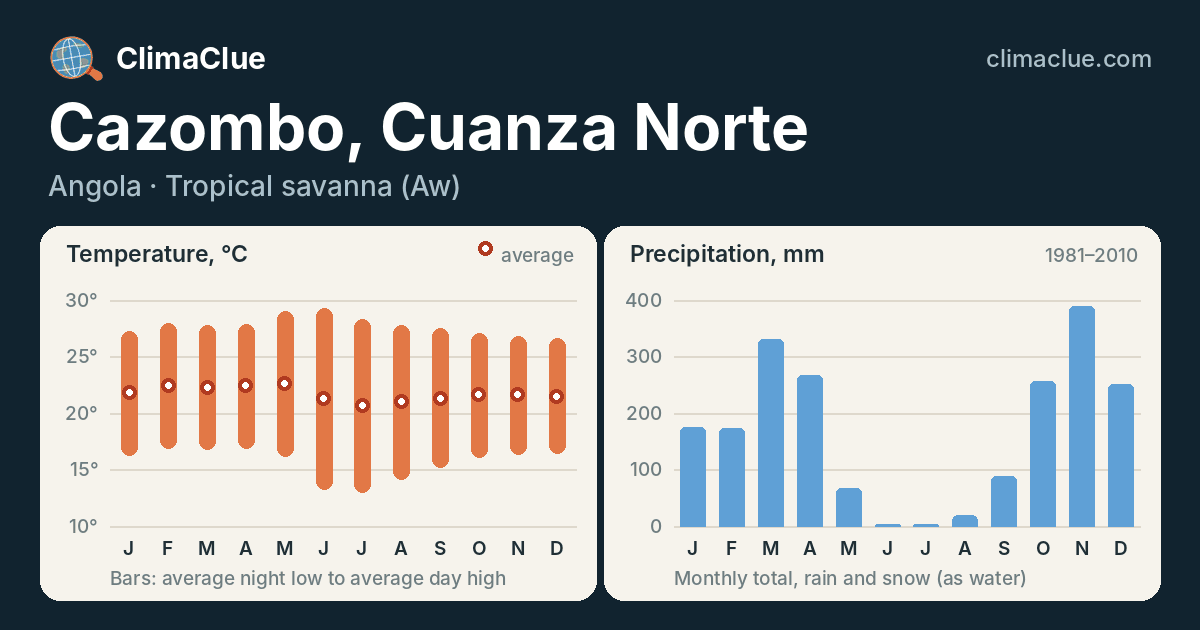 ClimaClue
climaclue.com
Cazombo, Cuanza Norte
Angola · Tropical savanna (Aw)
Temperature, °C
average
30°
25°
20°
15°
10°
J F M A M J J A S O N D
Bars: average night low to average day high
Precipitation, mm
1981–2010
400
300
200
100
0
J F M A M J J A S O N D
Monthly total, rain and snow (as water)